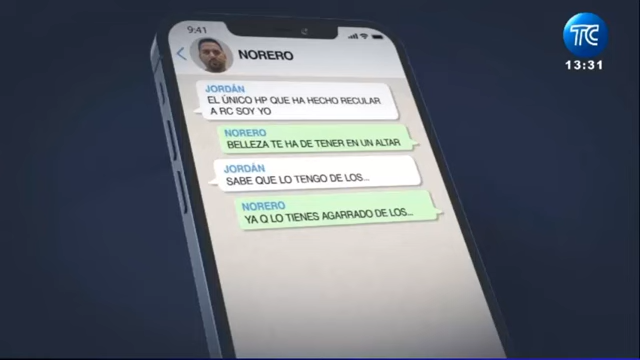 9:41
NORERO
TC
13:31
JORDÁN
EL ÚNICO HP QUE HA HECHO RECULAR
A RC SOY YO
NORERO
BELLEZA TE HA DE TENER EN UN ALTAR
JORDÁN
SABE QUE LO TENGO DE LOS...
NORERO
YA Q LO TIENES AGARRADO DE LOS...